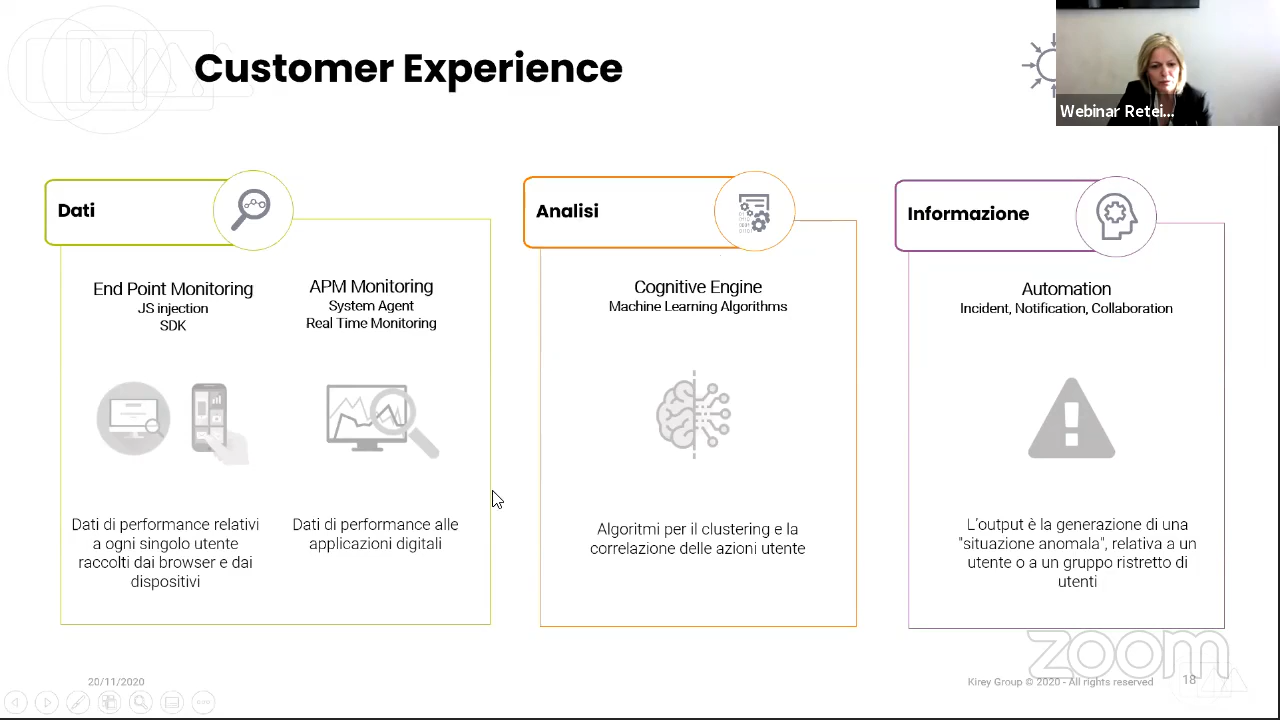 Customer Experience
Webinar Retei...
Dati
End Point Monitoring
JS injection
SDK
APM Monitoring
System Agent
Real Time Monitoring
Dati di performance relativi
a ogni singolo utente
raccolti dai browser e dai
dispositivi
Dati di performance alle
applicazioni digitali
Analisi
Cognitive Engine
Machine Learning Algorithms
Algoritmi per il clustering e la
correlazione delle azioni utente
Informazione
Automation
Incident, Notification, Collaboration
L'output è la generazione di una
"situazione anomala", relativa a un
utente o a un gruppo ristretto di
utenti
zoom
20/11/2020
Kirey Group © 2020 - All rights reserved
18